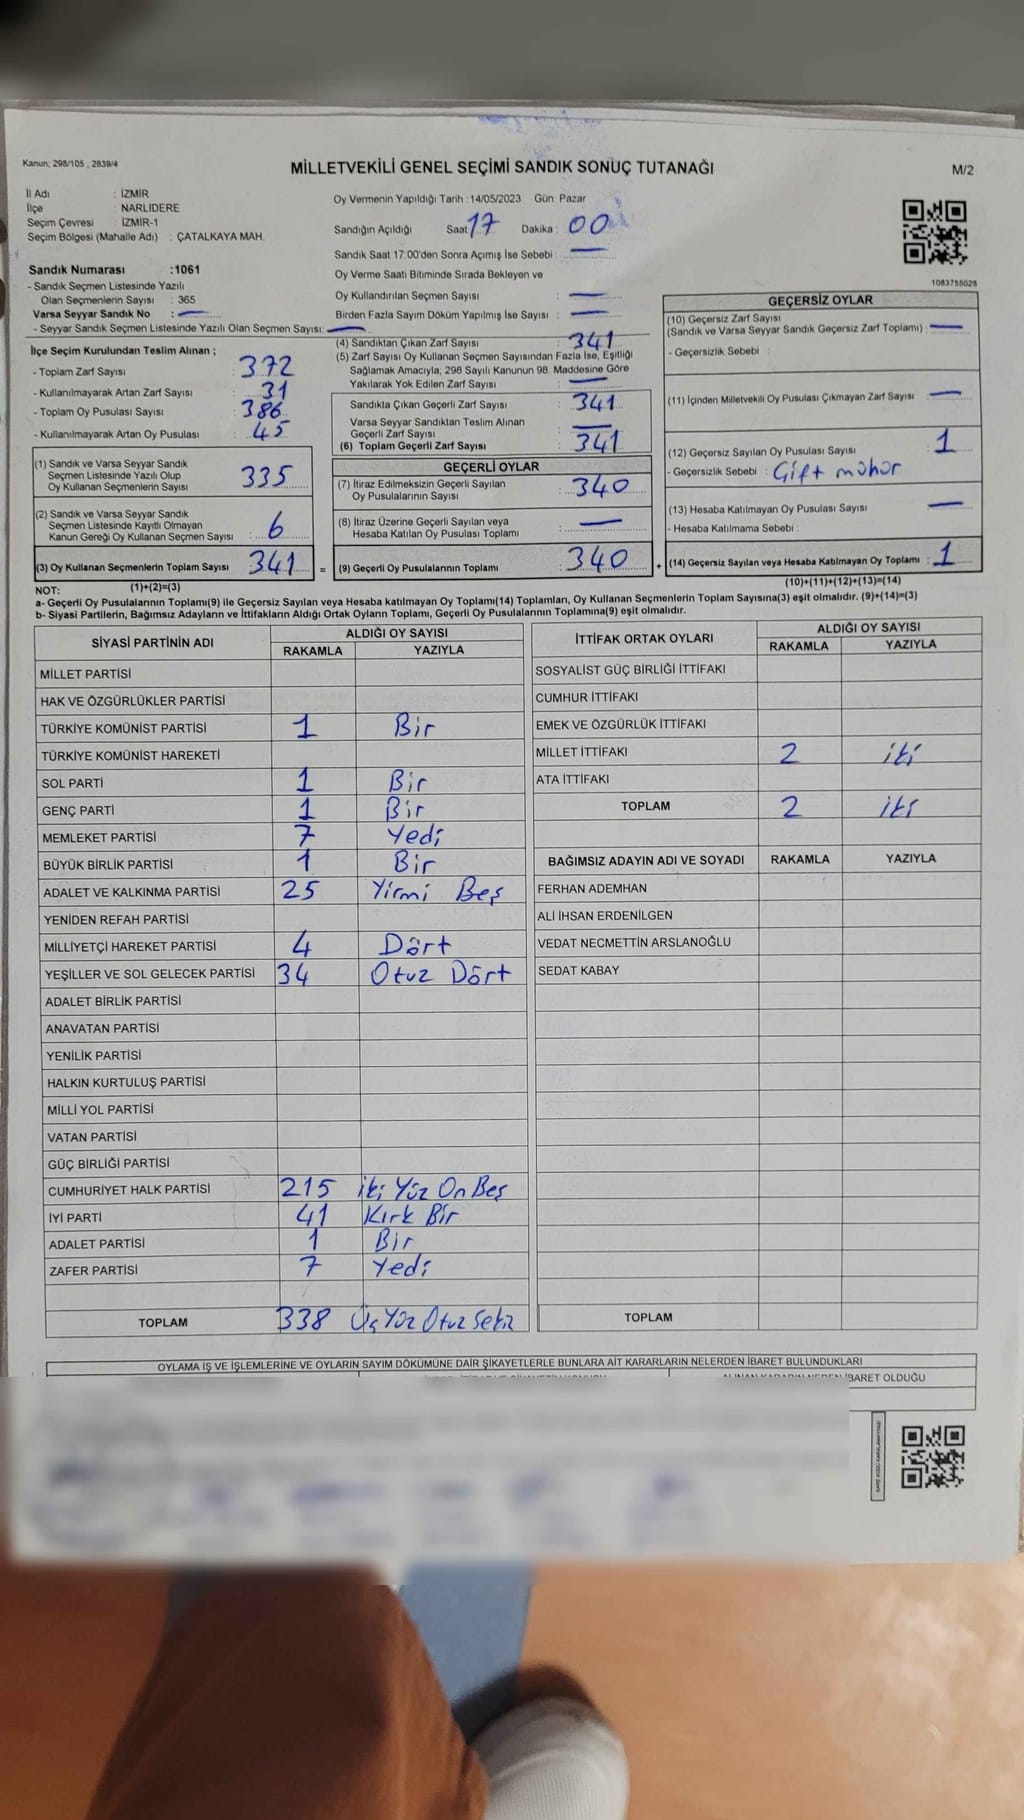 Kanun; 298/105 , 2839/4
MİLLETVEKİLİ GENEL SEÇİMİ SANDIK SONUÇ TUTANAĞI
M/2
İl Adı : İZMİR
İlçe : NARLIDERE
Seçim Çevresi : İZMİR-1
Seçim Bölgesi (Mahalle Adı) : ÇATALKAYA MAH.
Oy Vermenin Yapıldığı Tarih : 14/05/2023 Gün: Pazar
Sandığın Açıldığı Saat 17 Dakika : 00
Sandık Saat 17:00'den Sonra Açımış İse Sebebi : —
Oy Verme Saati Bitiminde Sırada Bekleyen ve
Oy Kullandırılan Seçmen Sayısı : —
Birden Fazla Sayım Döküm Yapılmış İse Sayısı : —
1083755028
Sandık Numarası :1061
- Sandık Seçmen Listesinde Yazılı
Olan Seçmenlerin Sayısı : 365
Varsa Seyyar Sandık No : —
- Seyyar Sandık Seçmen Listesinde Yazılı Olan Seçmen Sayısı: —
İlçe Seçim Kurulundan Teslim Alınan ;
- Toplam Zarf Sayısı : 372
- Kullanılmayarak Artan Zarf Sayısı : 31
- Toplam Oy Pusulası Sayısı : 386
- Kullanılmayarak Artan Oy Pusulası : 45
(1) Sandık ve Varsa Seyyar Sandık
Seçmen Listesinde Yazılı Olup
Oy Kullanan Seçmenlerin Sayısı : 335
(2) Sandık ve Varsa Seyyar Sandık
Seçmen Listesinde Kayıtlı Olmayan
Kanun Gereği Oy Kullanan Seçmen Sayısı : 6
(3) Oy Kullanan Seçmenlerin Toplam Sayısı : 341 =
(4) Sandıktan Çıkan Zarf Sayısı : 341
(5) Zarf Sayısı Oy Kullanan Seçmen Sayısından Fazla İse, Eşitliği
Sağlamak Amacıyla; 298 Sayılı Kanunun 98. Maddesine Göre
Yakılarak Yok Edilen Zarf Sayısı : —
Sandıkta Çıkan Geçerli Zarf Sayısı : 341
Varsa Seyyar Sandıktan Teslim Alınan
Geçerli Zarf Sayısı : —
(6) Toplam Geçerli Zarf Sayısı : 341
GEÇERLİ OYLAR
(7) İtiraz Edilmeksizin Geçerli Sayılan
Oy Pusulalarının Sayısı : 340
(8) İtiraz Üzerine Geçerli Sayılan veya
Hesaba Katılan Oy Pusulası Toplamı : —
(9) Geçerli Oy Pusulalarının Toplamı : 340 +
GEÇERSİZ OYLAR
(10) Geçersiz Zarf Sayısı
(Sandık ve Varsa Seyyar Sandık Geçersiz Zarf Toplamı) : —
- Geçersizlik Sebebi :
(11) İçinden Milletvekili Oy Pusulası Çıkmayan Zarf Sayısı : —
(12) Geçersiz Sayılan Oy Pusulası Sayısı : 1
- Geçersizlik Sebebi : Çift mühür
(13) Hesaba Katılmayan Oy Pusulası Sayısı : —
- Hesaba Katılmama Sebebi :
(14) Geçersiz Sayılan veya Hesaba Katılmayan Oy Toplamı : 1
NOT: (1)+(2)=(3) (10)+(11)+(12)+(13)=(14)
a- Geçerli Oy Pusulalarının Toplamı(9) ile Geçersiz Sayılan veya Hesaba katılmayan Oy Toplamı(14) Toplamları, Oy Kullanan Seçmenlerin Toplam Sayısına(3) eşit olmalıdır. (9)+(14)=(3)
b- Siyasi Partilerin, Bağımsız Adayların ve İttifakların Aldığı Ortak Oyların Toplamı, Geçerli Oy Pusulalarının Toplamına(9) eşit olmalıdır.
SİYASİ PARTİNİN ADI ALDIĞI OY SAYISI
RAKAMLA YAZIYLA
MİLLET PARTİSİ
HAK VE ÖZGÜRLÜKLER PARTİSİ
TÜRKİYE KOMÜNİST PARTİSİ 1 Bir
TÜRKİYE KOMÜNİST HAREKETİ
SOL PARTİ 1 Bir
GENÇ PARTİ 1 Bir
MEMLEKET PARTİSİ 7 Yedi
BÜYÜK BİRLİK PARTİSİ 1 Bir
ADALET VE KALKINMA PARTİSİ 25 Yirmi Beş
YENİDEN REFAH PARTİSİ
MİLLİYETÇİ HAREKET PARTİSİ 4 Dört
YEŞİLLER VE SOL GELECEK PARTİSİ 34 Otuz Dört
ADALET BİRLİK PARTİSİ
ANAVATAN PARTİSİ
YENİLİK PARTİSİ
HALKIN KURTULUŞ PARTİSİ
MİLLİ YOL PARTİSİ
VATAN PARTİSİ
GÜÇ BİRLİĞİ PARTİSİ
CUMHURİYET HALK PARTİSİ 215 İki Yüz On Beş
İYİ PARTİ 41 Kırk Bir
ADALET PARTİSİ 1 Bir
ZAFER PARTİSİ 7 Yedi
TOPLAM 338 Üç Yüz Otuz Sekiz
İTTİFAK ORTAK OYLARI ALDIĞI OY SAYISI
RAKAMLA YAZIYLA
SOSYALİST GÜÇ BİRLİĞİ İTTİFAKI
CUMHUR İTTİFAKI
EMEK VE ÖZGÜRLÜK İTTİFAKI
MİLLET İTTİFAKI 2 iki
ATA İTTİFAKI
TOPLAM 2 iki
BAĞIMSIZ ADAYIN ADI VE SOYADI RAKAMLA YAZIYLA
FERHAN ADEMHAN
ALİ İHSAN ERDENİLGEN
VEDAT NECMETTİN ARSLANOĞLU
SEDAT KABAY
TOPLAM
OYLAMA İŞ VE İŞLEMLERİNE VE OYLARIN SAYIM DÖKÜMÜNE DAİR ŞİKAYETLERLE BUNLARA AİT KARARLARIN NELERDEN İBARET BULUNDUKLARI
ALINAN KARARIN NEDEN İBARET OLDUĞU